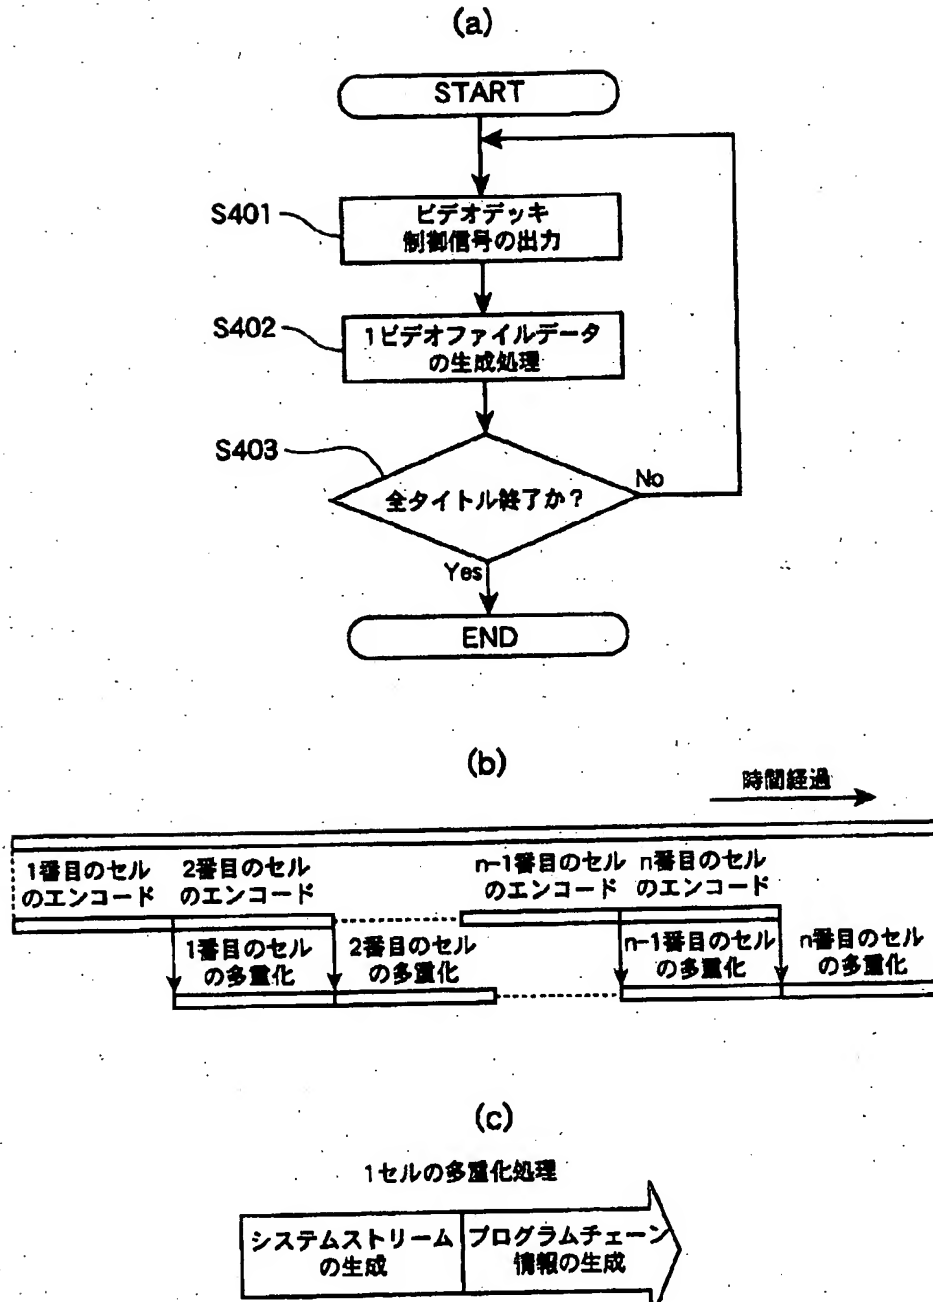 (a)
START
S401
ビデオデッキ
制御信号の出力
S402
1ビデオファイルデータ
の生成処理
S403
全タイトル終了か?
No
Yes
END
(b)
時間経過
1番目のセル
のエンコード
2番目のセル
のエンコード
n-1番目のセル
のエンコード
n番目のセル
のエンコード
1番目のセル
の多重化
2番目のセル
の多重化
n-1番目のセル
の多重化
n番目のセル
の多重化
(c)
1セルの多重化処理
システムストリーム
の生成
プログラムチェーン
情報の生成